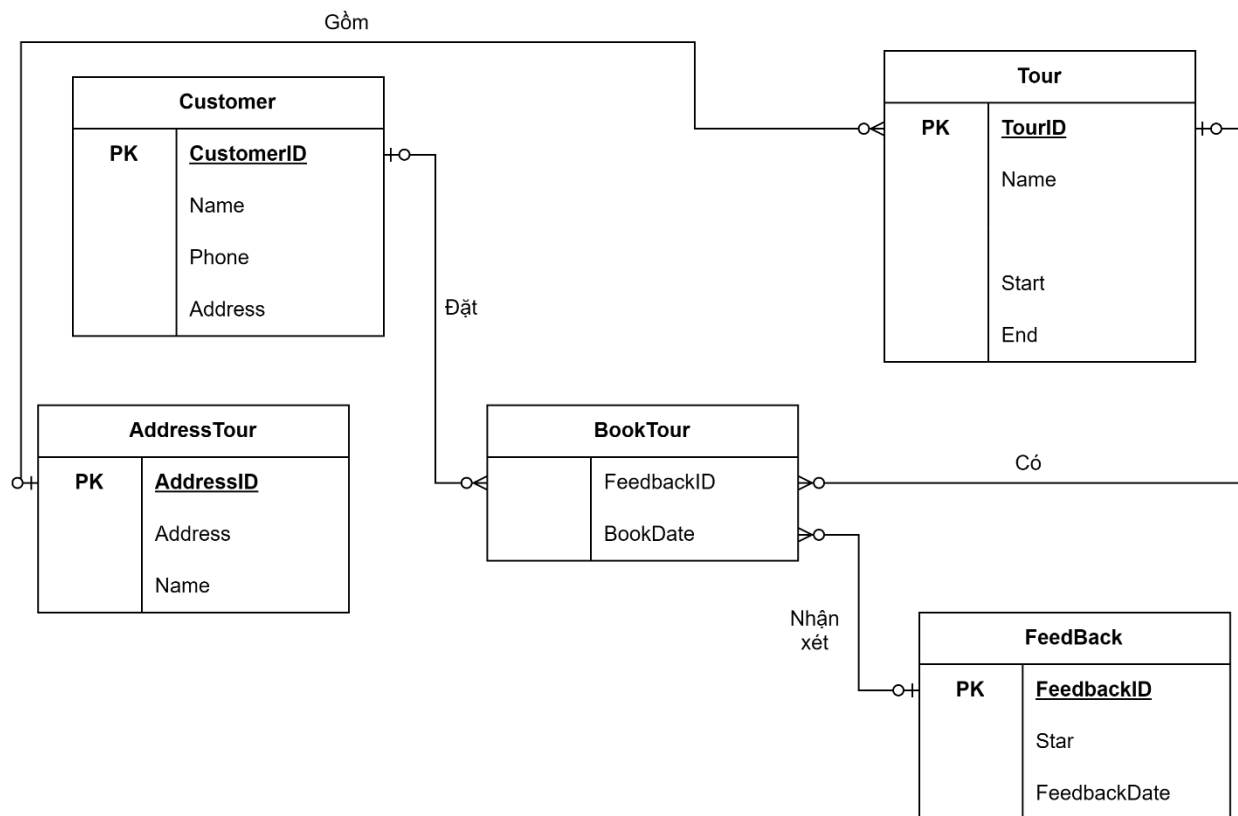 Gồm
Customer
PK CustomerID
Name
Phone
Address
Tour
PK TourID
Name
Start
End
Đặt
AddressTour
PK AddressID
Address
Name
BookTour
FeedbackID
BookDate
Có
Nhận
xét
FeedBack
PK FeedbackID
Star
FeedbackDate